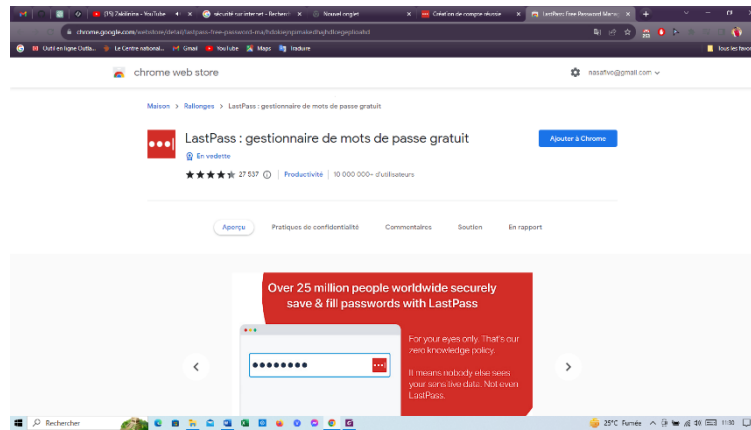 (15) Zakilinina - YouTube
sécurité sur internet - Recherch
Nouvel onglet
Création de compte réussie
LastPass: Free Password Manag
chrome.google.com/webstore/detail/lastpass-free-password-ma/hdokiejnpimakedhajhdlcegeplioahd
Outil en ligne Outla...
Le Centre national...
Gmail
YouTube
Maps
Traduire
Tous les favoris
chrome web store
nasafivo@gmail.com
Maison > Rallonges > LastPass : gestionnaire de mots de passe gratuit
LastPass : gestionnaire de mots de passe gratuit
Ajouter à Chrome
En vedette
27 537
Productivité
10 000 000+ d'utilisateurs
Aperçu
Pratiques de confidentialité
Commentaires
Soutien
En rapport
Over 25 million people worldwide securely
save & fill passwords with LastPass
For your eyes only. That's our
zero knowledge policy.
It means nobody else sees
your sensitive data. Not even
LastPass.
Rechercher
25°C Fumée
11:38